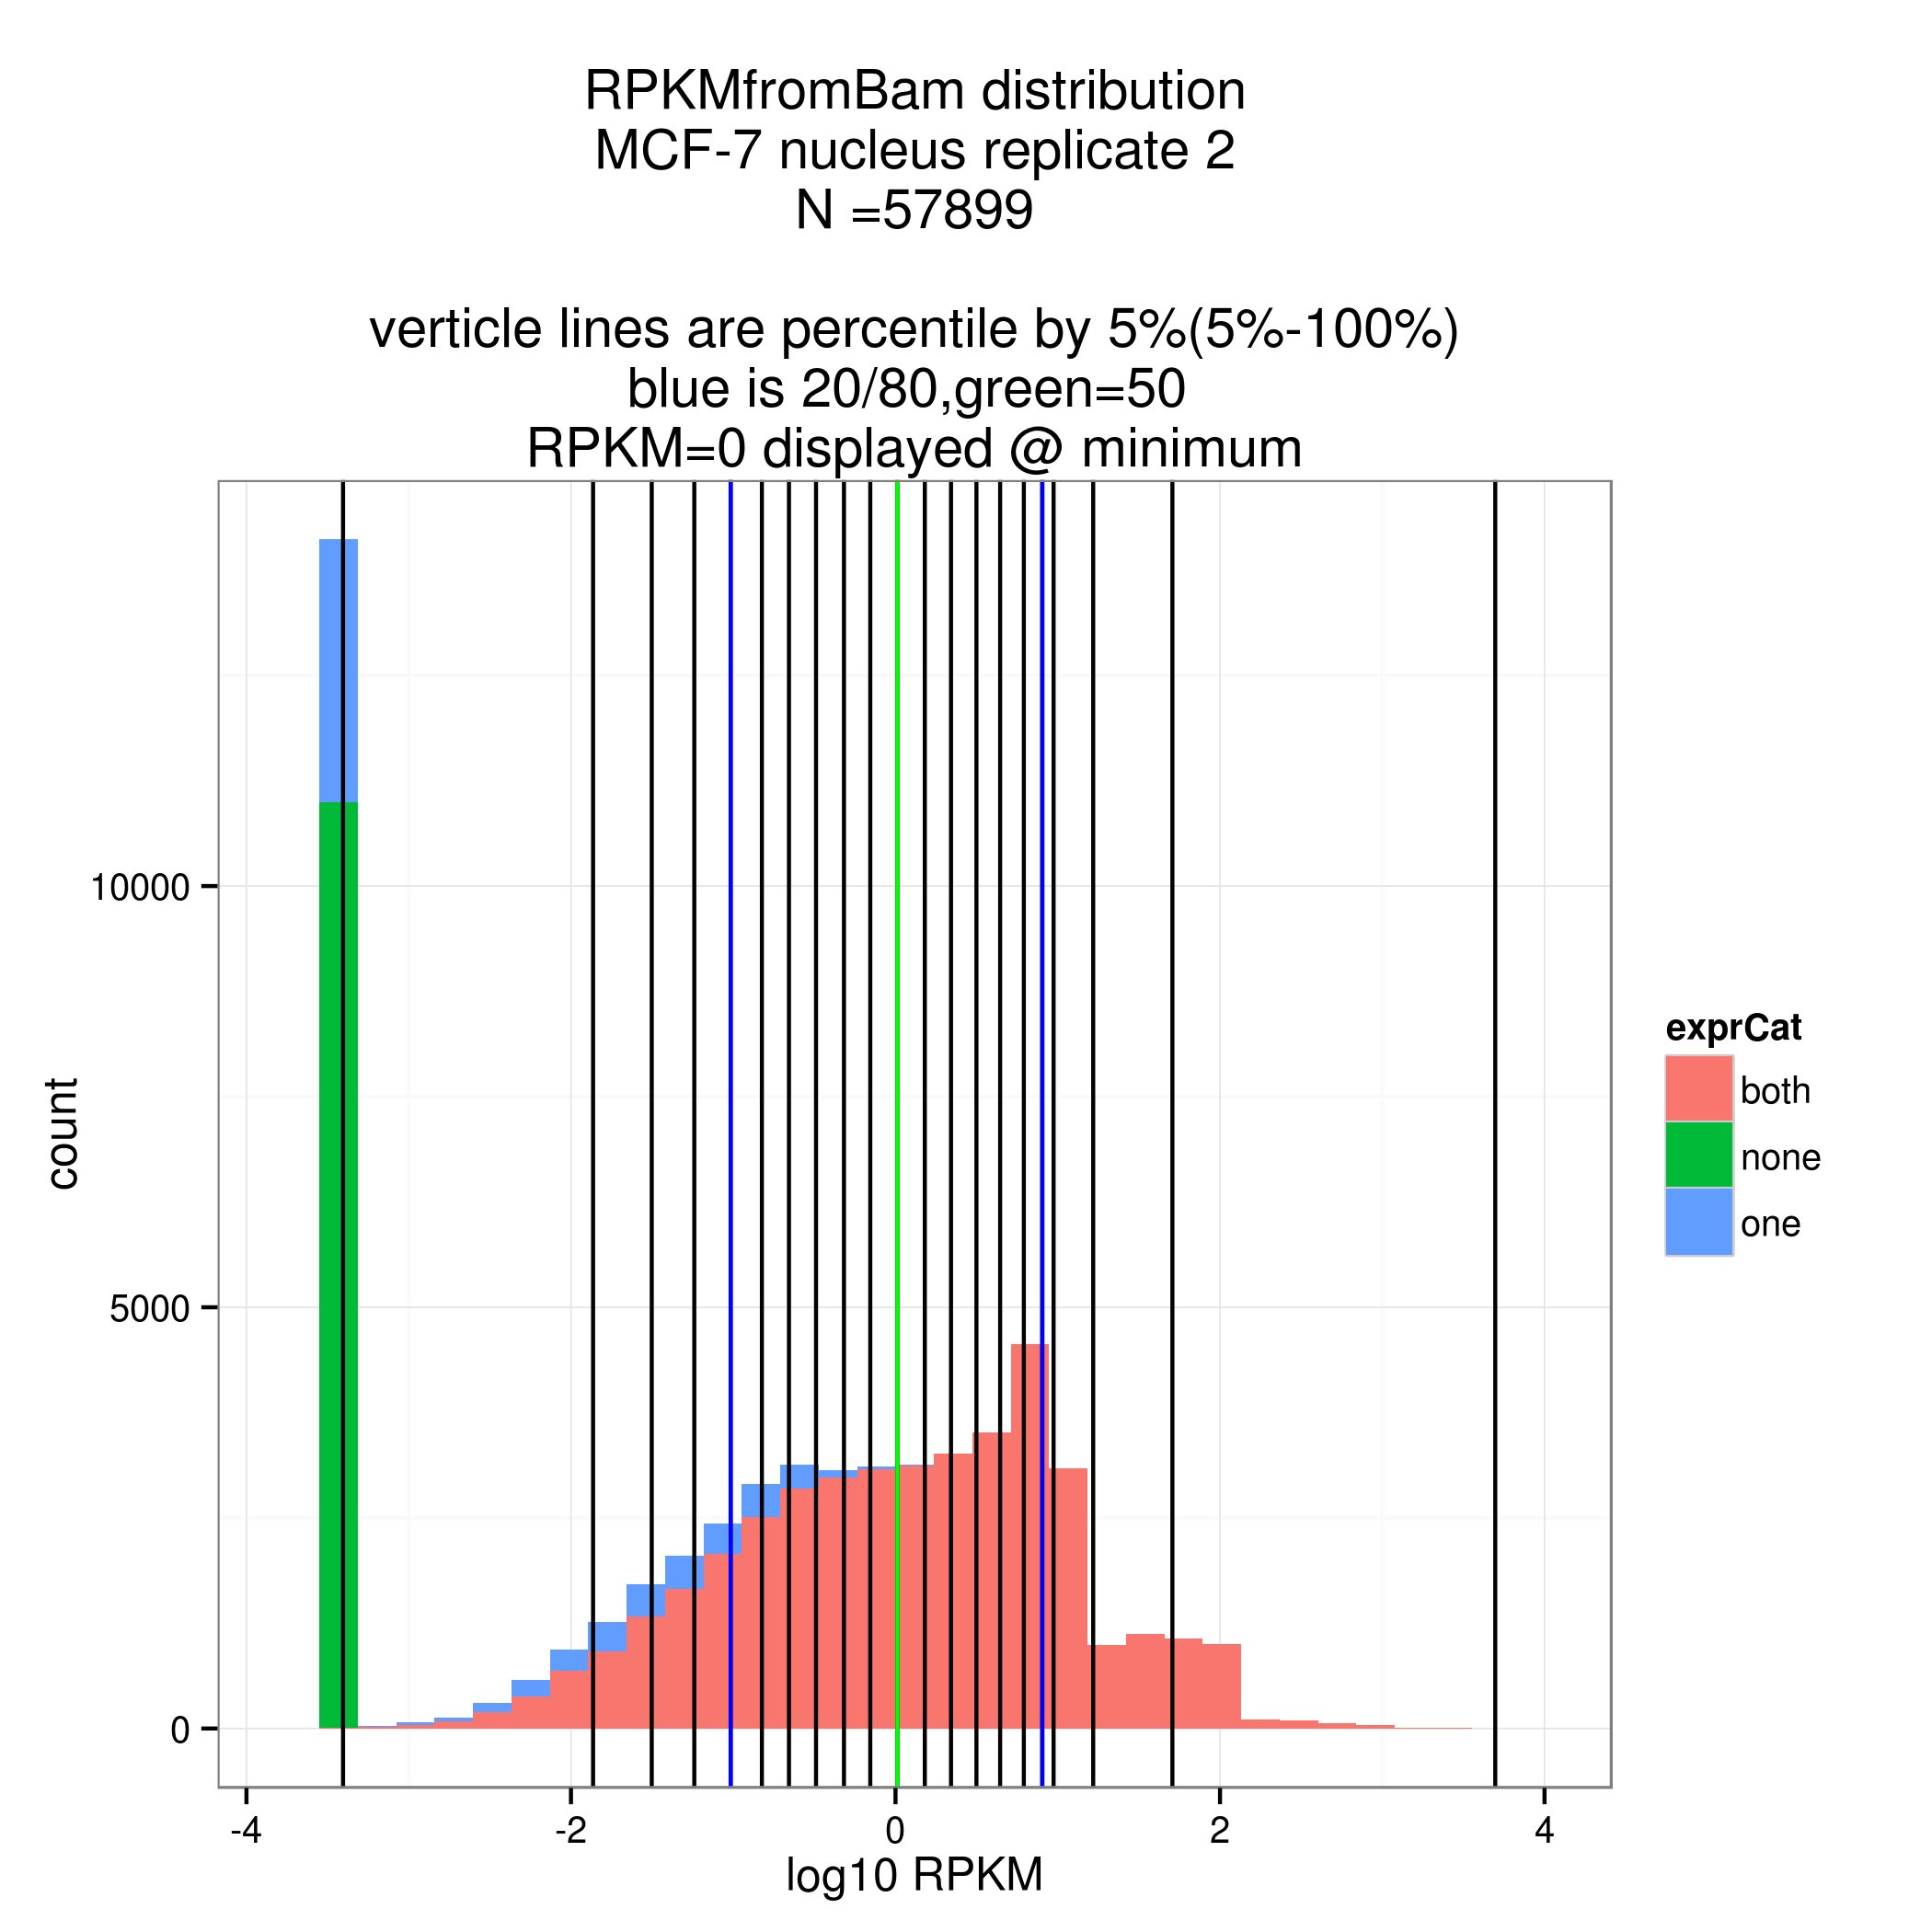 RPKMfromBam distribution
MCF-7 nucleus replicate 2
N =57899
verticle lines are percentile by 5%(5%-100%)
blue is 20/80,green=50
RPKM=0 displayed @ minimum
10000
5000
0
count
-4
-2
0
2
4
log10 RPKM
exprCat
both
none
one